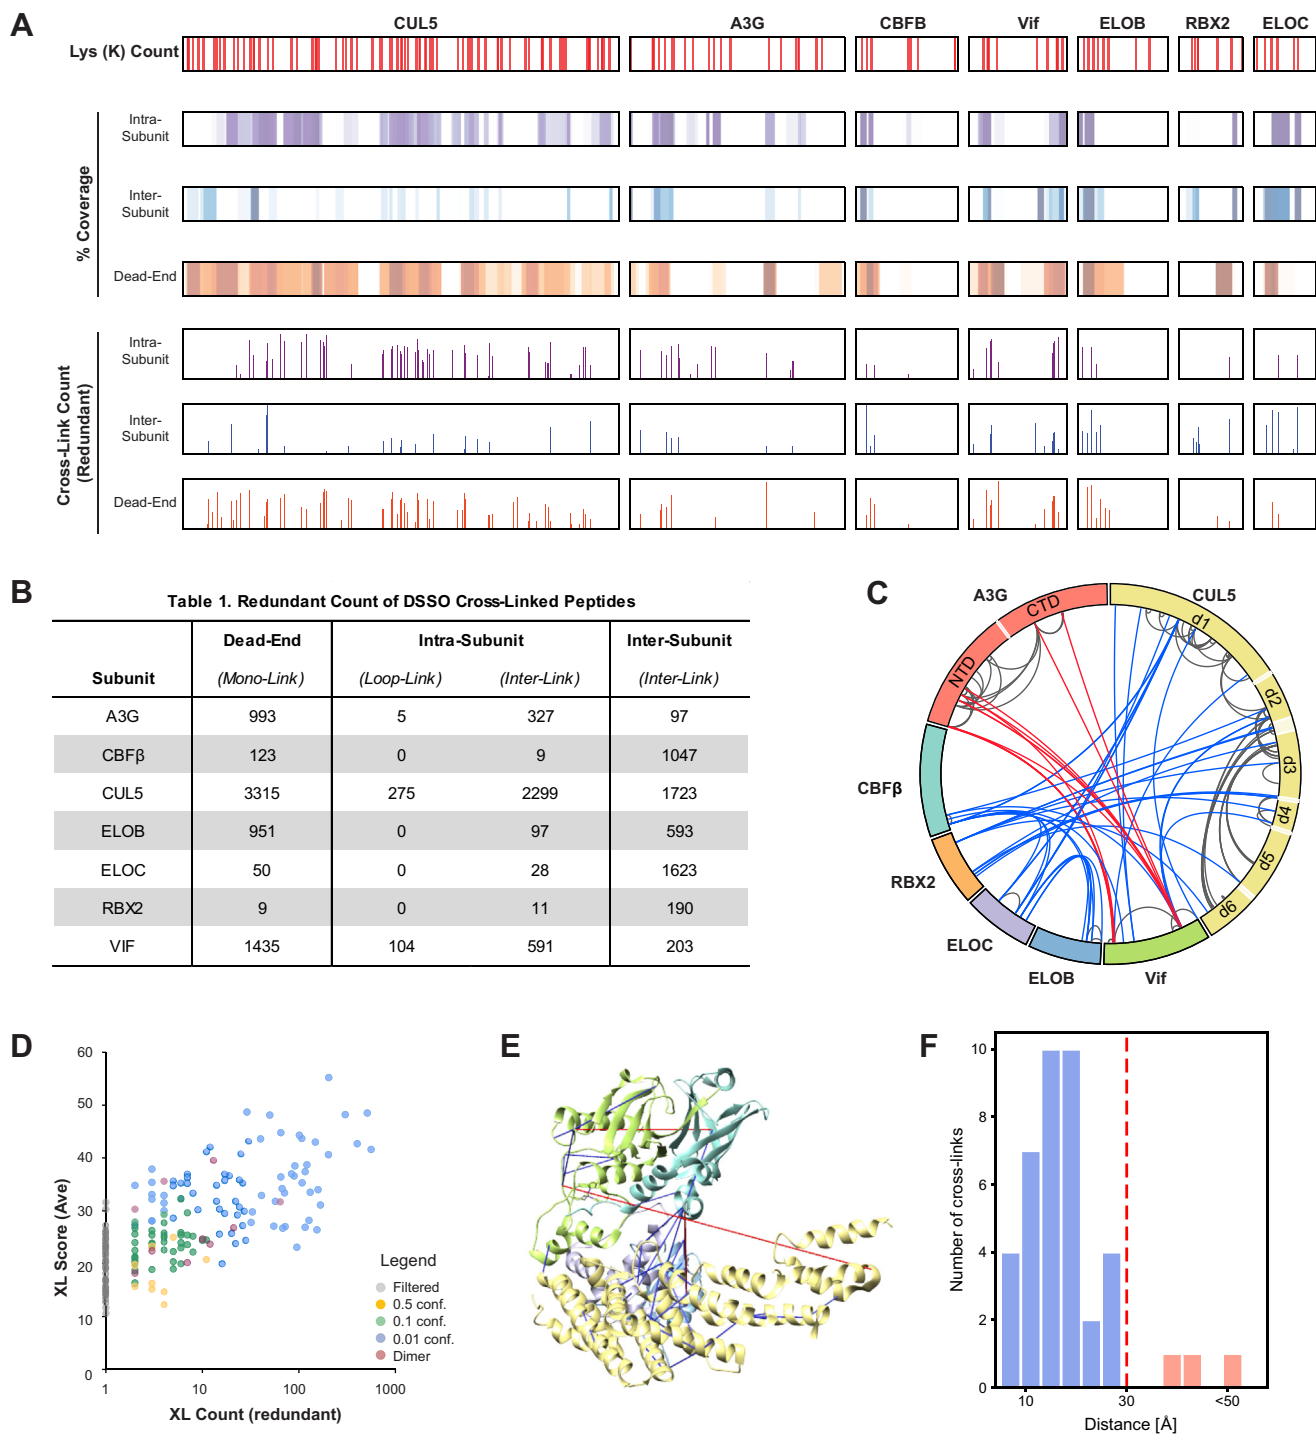 A
CUL5
A3G
CBFB
Vif
ELOB
RBX2
ELOC
Lys (K) Count
% Coverage
Intra-
Subunit
Inter-
Subunit
Dead-End
Cross-Link Count
(Redundant)
Intra-
Subunit
Inter-
Subunit
Dead-End
B
Table 1. Redundant Count of DSSO Cross-Linked Peptides
Dead-End Intra-Subunit Inter-Subunit
Subunit (Mono-Link) (Loop-Link) (Inter-Link) (Inter-Link)
A3G 993 5 327 97
CBFβ 123 0 9 1047
CUL5 3315 275 2299 1723
ELOB 951 0 97 593
ELOC 50 0 28 1623
RBX2 9 0 11 190
VIF 1435 104 591 203
C
A3G
CUL5
CTD
NTD
d1
d2
d3
d4
d5
d6
CBFβ
RBX2
ELOC
ELOB
Vif
D
XL Score (Ave)
60
50
40
30
20
10
0
1
10
100
1000
XL Count (redundant)
Legend
Filtered
0.5 conf.
0.1 conf.
0.01 conf.
Dimer
E
F
Number of cross-links
10
8
6
4
2
0
10
30
<50
Distance [Å]